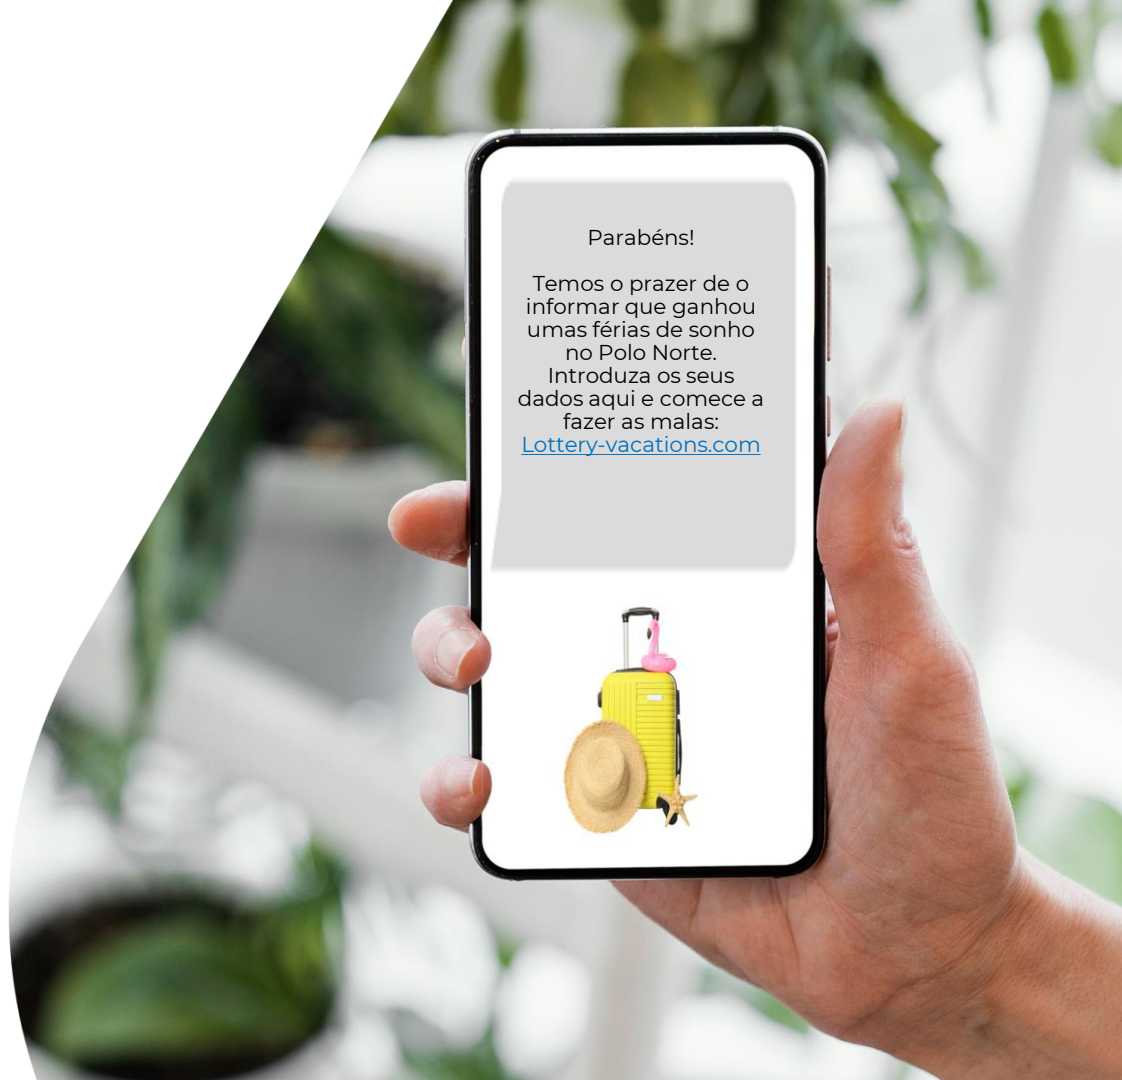 Parabéns!
Temos o prazer de o
informar que ganhou
umas férias de sonho
no Polo Norte.
Introduza os seus
dados aqui e comece a
fazer as malas:
Lottery-vacations.com